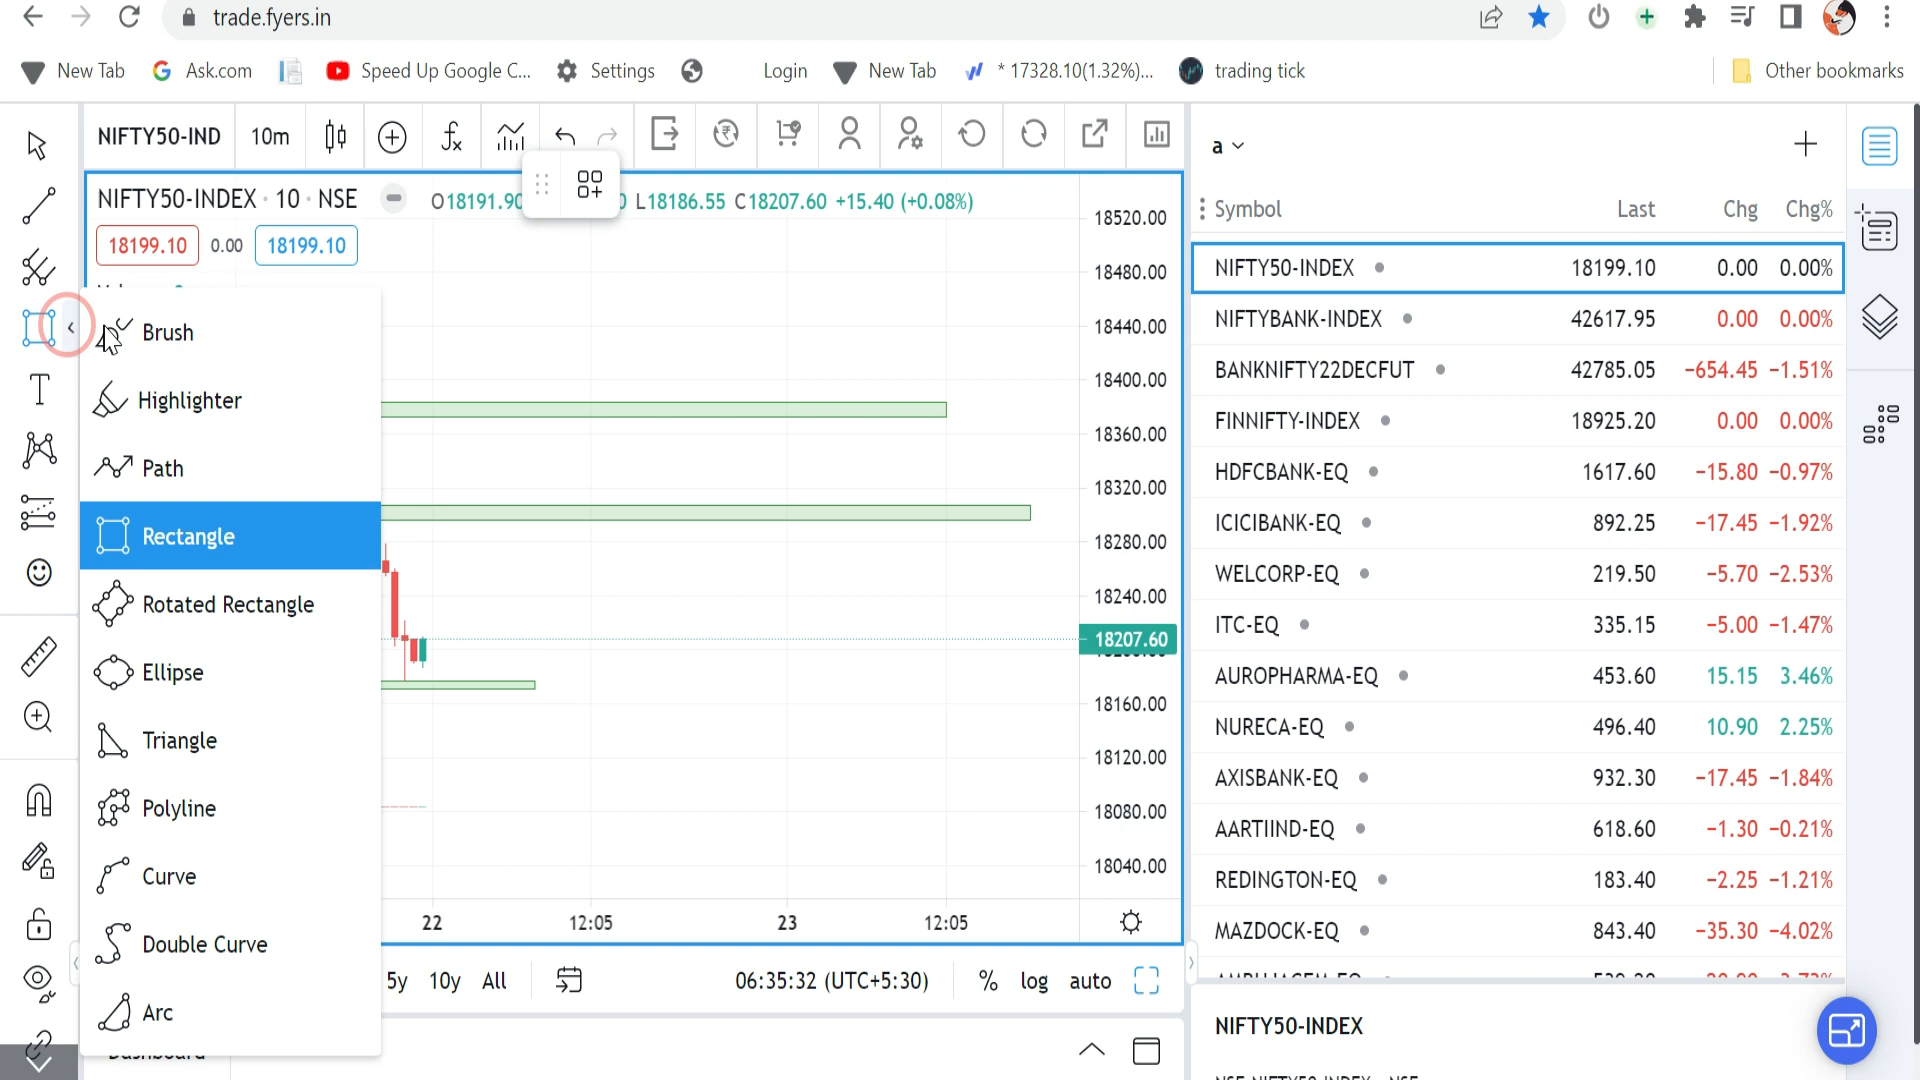 trade.fyers.in
New Tab
Ask.com
Speed Up Google C...
Settings
Login
New Tab
* 17328.10(1.32%)...
trading tick
Other bookmarks
NIFTY50-IND
10m
NIFTY50-INDEX · 10 · NSE
O18191.90
0 L18186.55 C18207.60 +15.40 (+0.08%)
18199.10
0.00
18199.10
Brush
Highlighter
Path
Rectangle
Rotated Rectangle
Ellipse
Triangle
Polyline
Curve
Double Curve
Arc
18520.00
18480.00
18440.00
18400.00
18360.00
18320.00
18280.00
18240.00
18207.60
18160.00
18120.00
18080.00
18040.00
22
12:05
23
12:05
5y
10y
All
06:35:32 (UTC+5:30)
%
log
auto
a
Symbol Last Chg Chg%
NIFTY50-INDEX 18199.10 0.00 0.00%
NIFTYBANK-INDEX 42617.95 0.00 0.00%
BANKNIFTY22DECFUT 42785.05 −654.45 −1.51%
FINNIFTY-INDEX 18925.20 0.00 0.00%
HDFCBANK-EQ 1617.60 −15.80 −0.97%
ICICIBANK-EQ 892.25 −17.45 −1.92%
WELCORP-EQ 219.50 −5.70 −2.53%
ITC-EQ 335.15 −5.00 −1.47%
AUROPHARMA-EQ 453.60 15.15 3.46%
NURECA-EQ 496.40 10.90 2.25%
AXISBANK-EQ 932.30 −17.45 −1.84%
AARTIIND-EQ 618.60 −1.30 −0.21%
REDINGTON-EQ 183.40 −2.25 −1.21%
MAZDOCK-EQ 843.40 −35.30 −4.02%
NIFTY50-INDEX